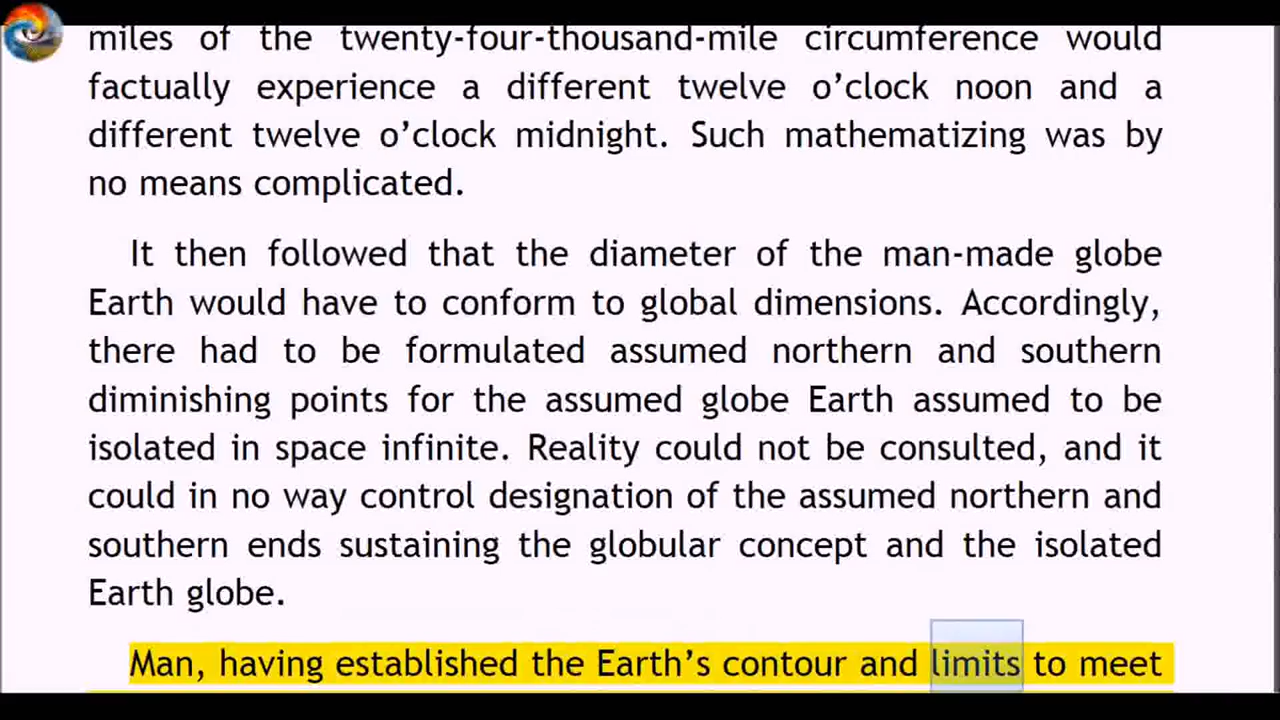 miles of the twenty-four-thousand-mile circumference would
factually experience a different twelve o’clock noon and a
different twelve o’clock midnight. Such mathematizing was by
no means complicated.
It then followed that the diameter of the man-made globe
Earth would have to conform to global dimensions. Accordingly,
there had to be formulated assumed northern and southern
diminishing points for the assumed globe Earth assumed to be
isolated in space infinite. Reality could not be consulted, and it
could in no way control designation of the assumed northern and
southern ends sustaining the globular concept and the isolated
Earth globe.
Man, having established the Earth’s contour and limits to meet